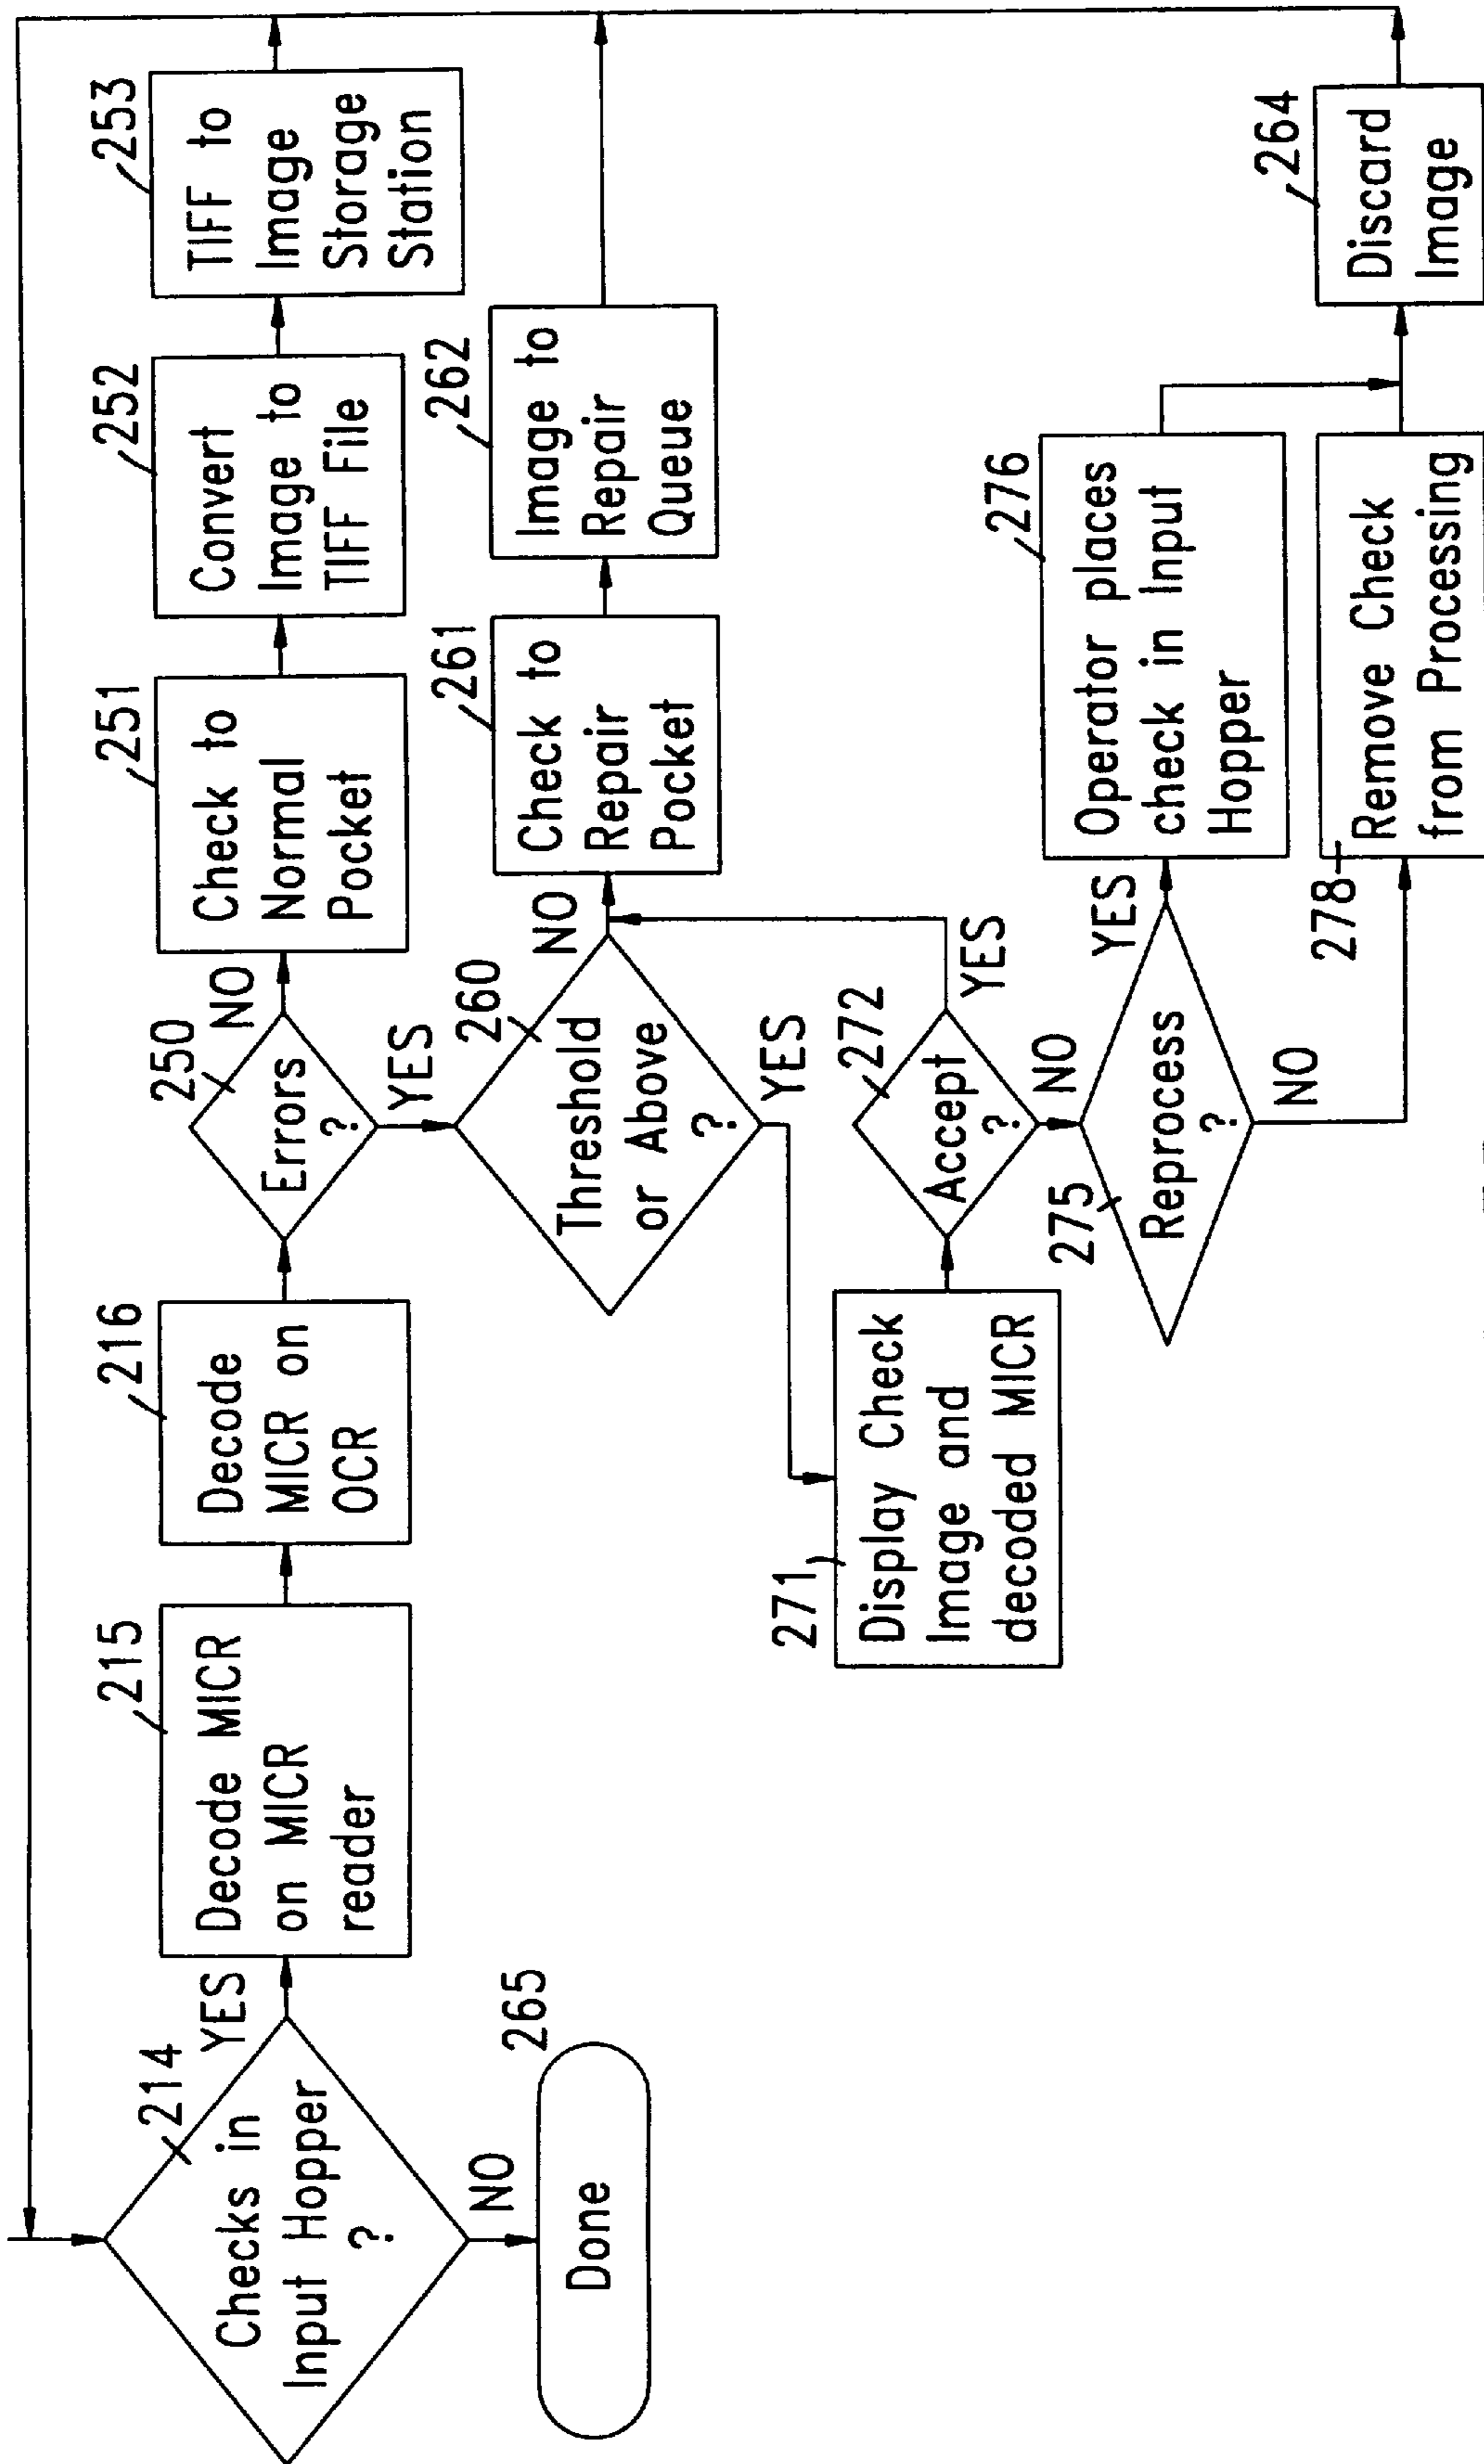 214
Checks in
Input Hopper
?
YES
NO
265
Done
215
Decode MICR
on MICR
reader
216
Decode
MICR on
OCR
250
Errors
?
NO
YES
251
Check to
Normal
Pocket
252
Convert
Image to
TIFF File
253
TIFF to
Image
Storage
Station
260
Threshold
or Above
?
NO
YES
261
Check to
Repair
Pocket
262
Image to
Repair
Queue
271
Display Check
Image and
decoded MICR
272
Accept
?
YES
NO
275
Reprocess
?
YES
NO
276
Operator places
check in Input
Hopper
278
Remove Check
from Processing
264
Discard
Image